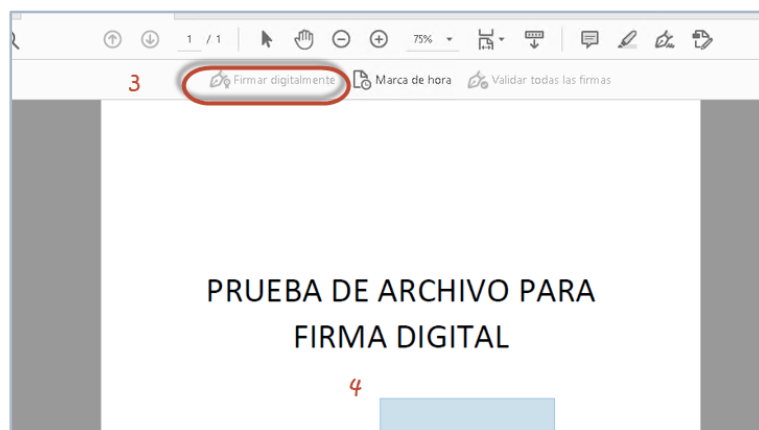 1 / 1 75%
3 Firmar digitalmente Marca de hora Validar todas las firmas
PRUEBA DE ARCHIVO PARA
FIRMA DIGITAL
4